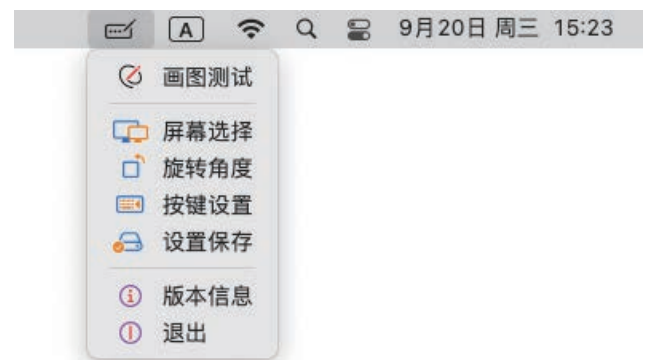 A 9月20日 周三 15:23
画图测试
屏幕选择
旋转角度
按键设置
设置保存
版本信息
退出